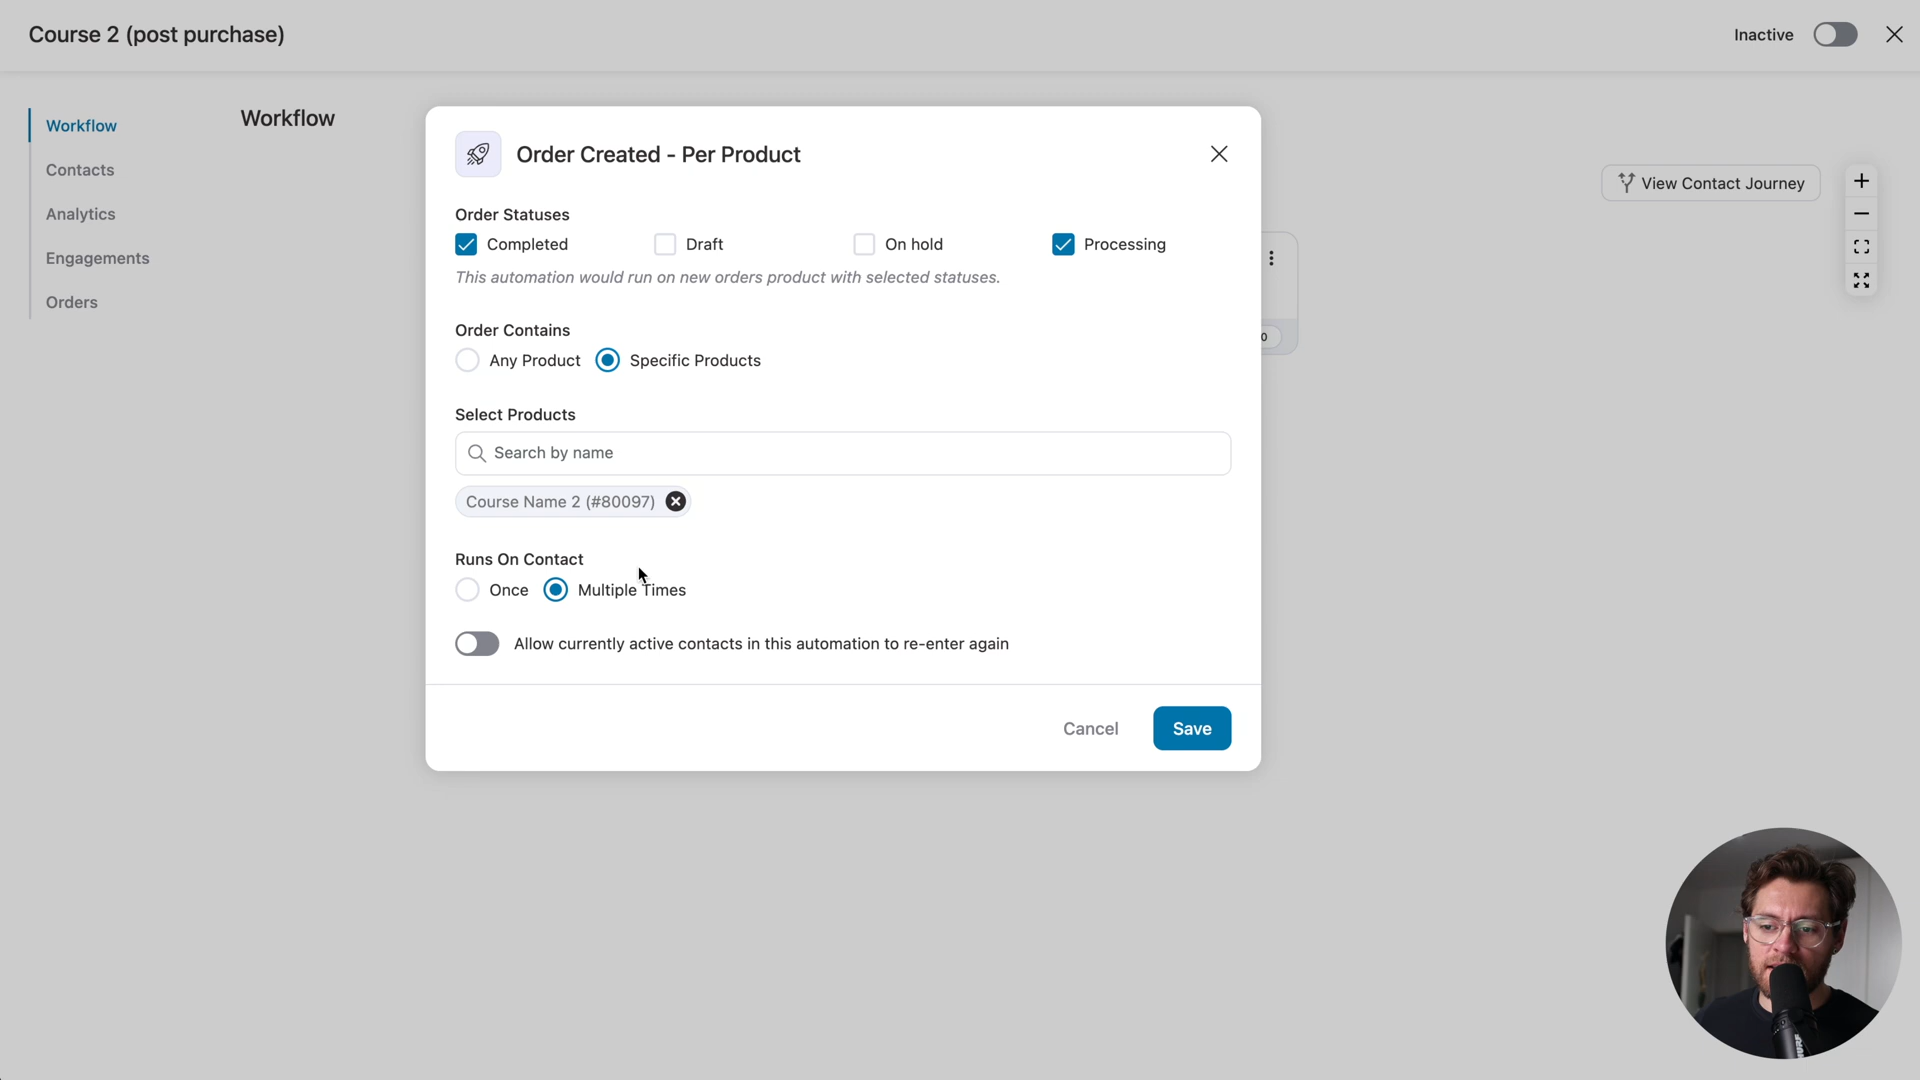 Course 2 (post purchase)
Inactive
Workflow
Contacts
Analytics
Engagements
Orders
Workflow
View Contact Journey
0
Order Created - Per Product
Order Statuses
Completed
Draft
On hold
Processing
This automation would run on new orders product with selected statuses.
Order Contains
Any Product
Specific Products
Select Products
Search by name
Course Name 2 (#80097)
Runs On Contact
Once
Multiple Times
Allow currently active contacts in this automation to re-enter again
Cancel
Save